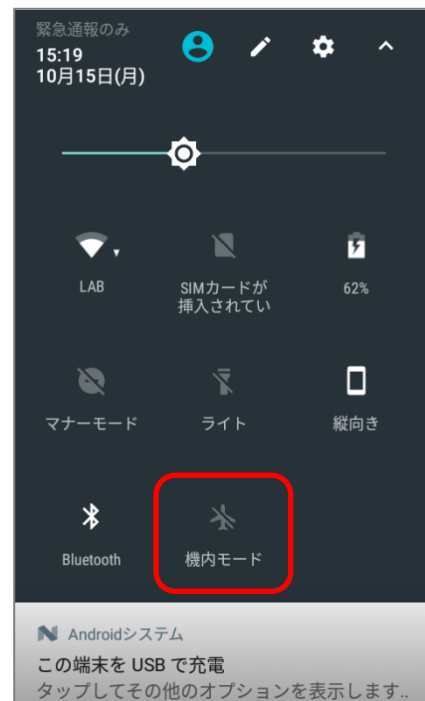 緊急通報のみ
15:19
10月15日(月)
LAB
SIMカードが
挿入されてい
62%
マナーモード
ライト
縦向き
Bluetooth
機内モード
Androidシステム
この端末を USB で充電
タップしてその他のオプションを表示します..